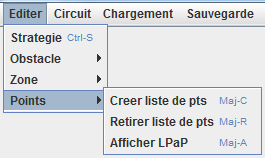 Editer Circuit Chargement Sauvegarde
Strategie Ctrl-S
Obstacle
Zone
Points
Creer liste de pts Maj-C
Retirer liste de pts Maj-R
Afficher LPaP Maj-A